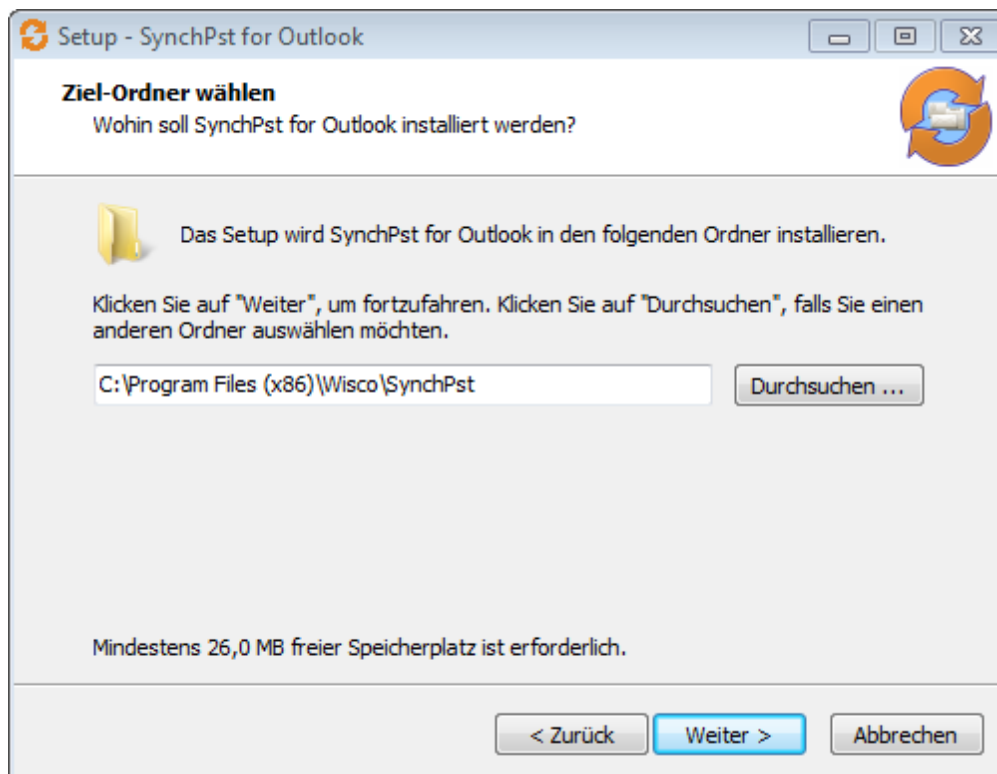 Setup - SynchPst for Outlook
Ziel-Ordner wählen
Wohin soll SynchPst for Outlook installiert werden?
Das Setup wird SynchPst for Outlook in den folgenden Ordner installieren.
Klicken Sie auf "Weiter", um fortzufahren. Klicken Sie auf "Durchsuchen", falls Sie einen
anderen Ordner auswählen möchten.
C:\Program Files (x86)\Wisco\SynchPst
Durchsuchen ...
Mindestens 26,0 MB freier Speicherplatz ist erforderlich.
< Zurück
Weiter >
Abbrechen